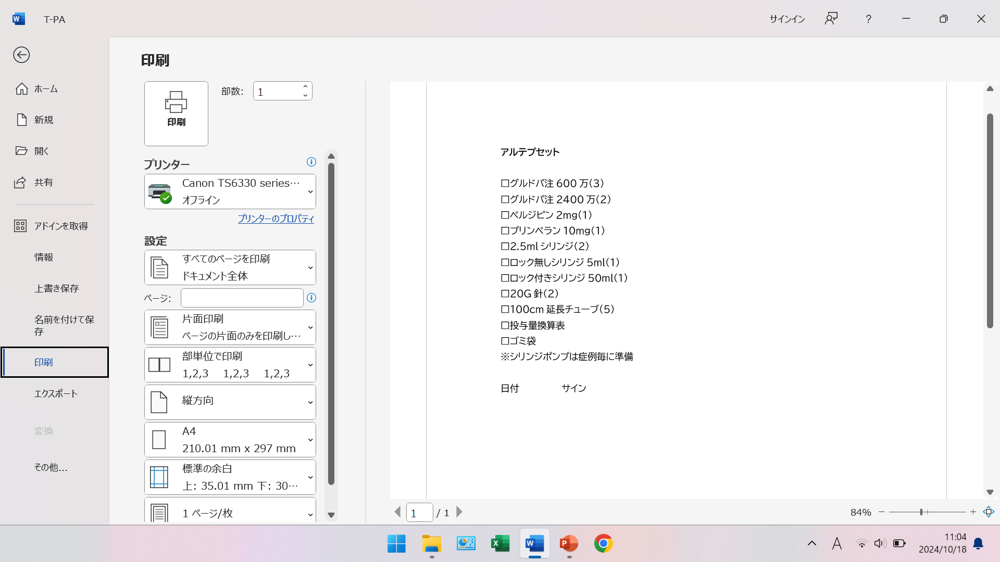 T-PA
サインイン
?
ホーム
新規
開く
共有
アドインを取得
情報
上書き保存
名前を付けて保
存
印刷
エクスポート
変換
その他...
印刷
印刷
部数:
1
プリンター
Canon TS6330 series…
オフライン
プリンターのプロパティ
設定
すべてのページを印刷
ドキュメント全体
ページ:
片面印刷
ページの片面のみを印刷し…
部単位で印刷
1,2,3 1,2,3 1,2,3
縦方向
A4
210.01 mm x 297 mm
標準の余白
上: 35.01 mm 下: 30…
1 ページ/枚
アルテプセット
□グルドパ注 600 万(3)
□グルドパ注 2400 万(2)
□ペルジピン 2mg(1)
□プリンペラン 10mg(1)
□2.5ml シリンジ(2)
□ロック無しシリンジ 5ml(1)
□ロック付きシリンジ 50ml(1)
□20G 針(2)
□100cm 延長チューブ(5)
□投与量換算表
□ゴミ袋
※シリンジポンプは症例毎に準備
日付 サイン
1 / 1
84%
A
11:04
2024/10/18